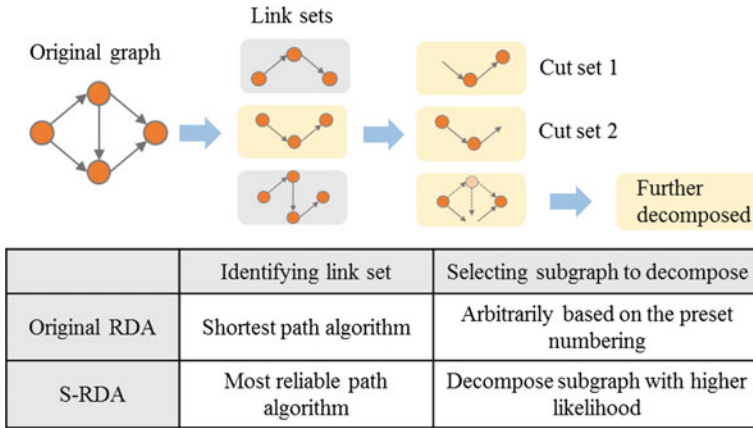 Link sets
Original graph
Cut set 1
Cut set 2
Further
decomposed
Identifying link set
Selecting subgraph to decompose
Original RDA
Shortest path algorithm
Arbitrarily based on the preset
numbering
S-RDA
Most reliable path
algorithm
Decompose subgraph with higher
likelihood